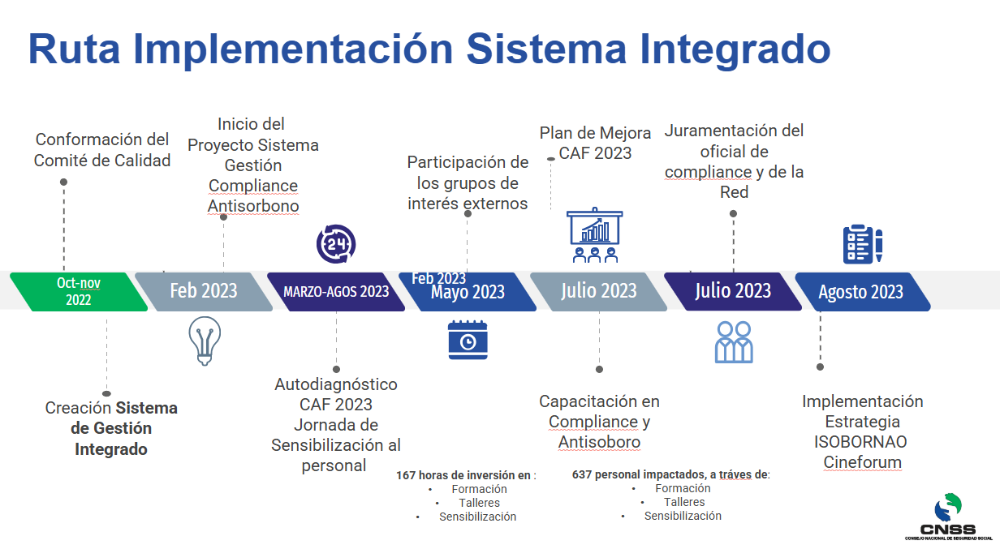 Ruta Implementación Sistema Integrado
Conformación del
Comité de Calidad
Inicio del
Proyecto Sistema
Gestión
Compliance
Antisorbono
Participación de
los grupos de
interés externos
Plan de Mejora
CAF 2023
Juramentación del
oficial de
compliance y de la
Red
24
Oct-nov
2022
Feb 2023
MARZO-AGOS 2023
Feb 2023
Mayo 2023
Julio 2023
Julio 2023
Agosto 2023
Creación Sistema
de Gestión
Integrado
Autodiagnóstico
CAF 2023
Jornada de
Sensibilización al
personal
Capacitación en
Compliance y
Antisoboro
Implementación
Estrategia
ISOBORNAO
Cineforum
167 horas de inversión en :
• Formación
• Talleres
• Sensibilización
637 personal impactados, a tráves de:
• Formación
• Talleres
• Sensibilización
CNSS
CONSEJO NACIONAL DE SEGURIDAD SOCIAL